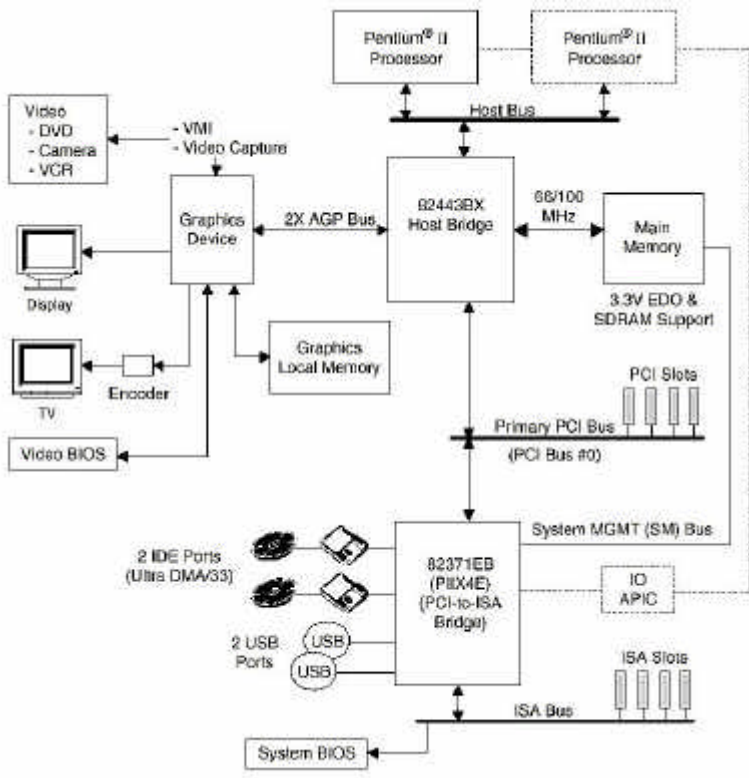 Pentium® II
Processor
Pentium® II
Processor
Host Bus
Video
- DVD
- Camera
- VCR
- VMI
- Video Capture
Graphics
Device
2X AGP Bus
82443BX
Host Bridge
66/100
MHz
Main
Memory
3.3V EDO &
SDRAM Support
Display
Graphics
Local Memory
Encoder
TV
PCI Slots
Primary PCI Bus
(PCI Bus #0)
Video BIOS
System MGMT (SM) Bus
2 IDE Ports
(Ultra DMA/33)
82371EB
(PIIX4E)
(PCI-to-ISA
Bridge)
IO
APIC
2 USB
Ports
USB
USB
ISA Slots
ISA Bus
System BIOS